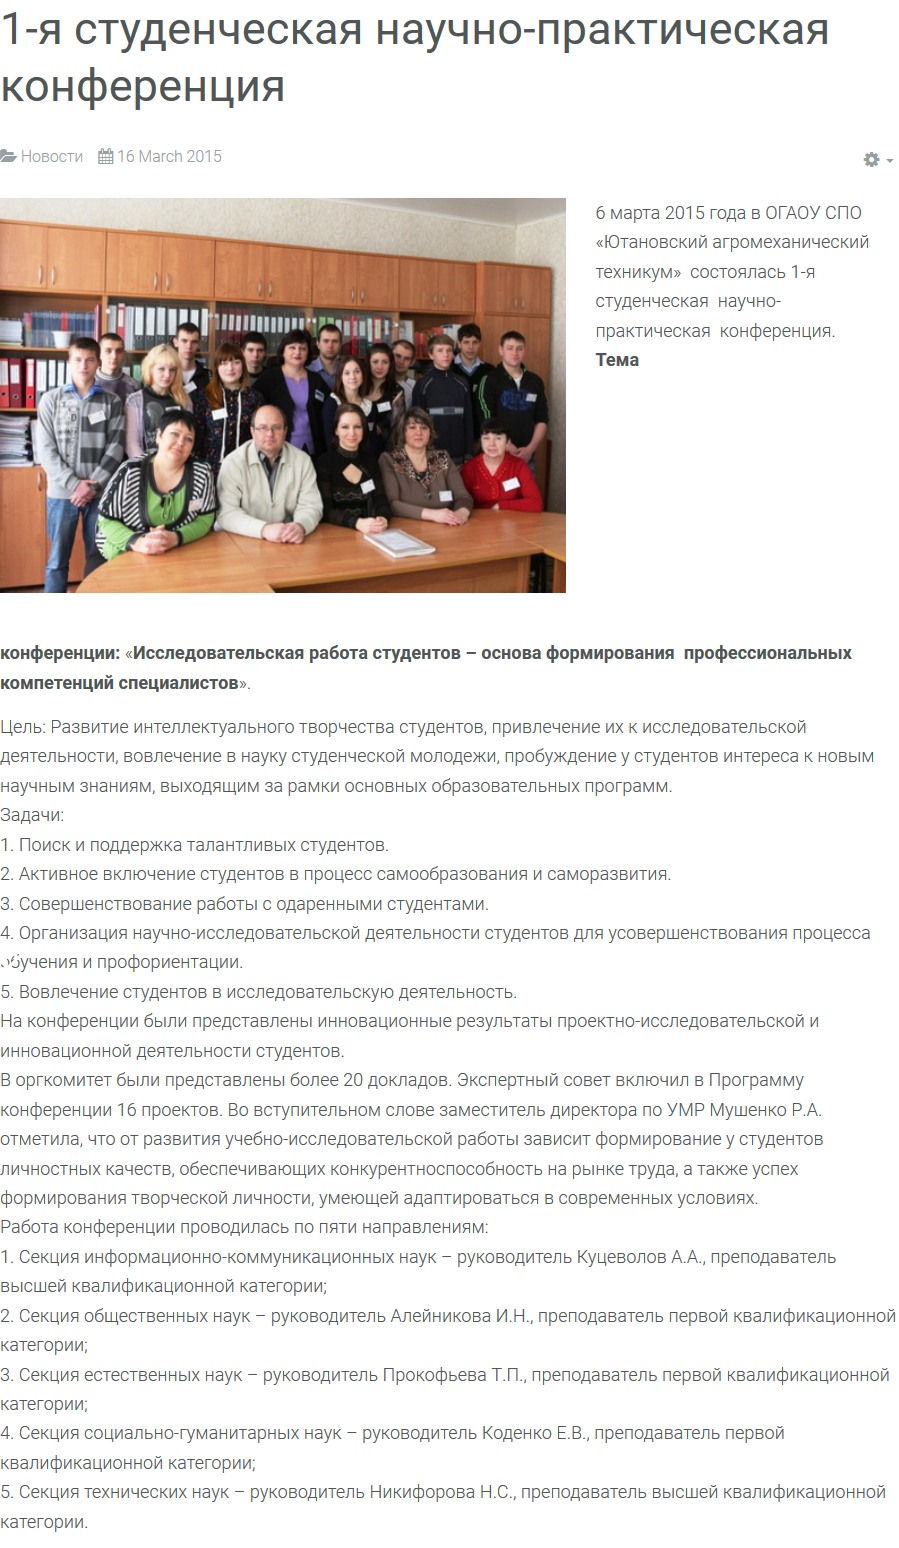 1-я студенческая научно-практическая
конференция
Новости 16 March 2015
6 марта 2015 года в ОГАОУ СПО
«Ютановский агромеханический
техникум» состоялась 1-я
студенческая научно-
практическая конференция.
Тема
конференции: «Исследовательская работа студентов – основа формирования профессиональных
компетенций специалистов».
Цель: Развитие интеллектуального творчества студентов, привлечение их к исследовательской
деятельности, вовлечение в науку студенческой молодежи, пробуждение у студентов интереса к новым
научным знаниям, выходящим за рамки основных образовательных программ.
Задачи:
1. Поиск и поддержка талантливых студентов.
2. Активное включение студентов в процесс самообразования и саморазвития.
3. Совершенствование работы с одаренными студентами.
4. Организация научно-исследовательской деятельности студентов для усовершенствования процесса
обучения и профориентации.
5. Вовлечение студентов в исследовательскую деятельность.
На конференции были представлены инновационные результаты проектно-исследовательской и
инновационной деятельности студентов.
В оргкомитет были представлены более 20 докладов. Экспертный совет включил в Программу
конференции 16 проектов. Во вступительном слове заместитель директора по УМР Мушенко Р.А.
отметила, что от развития учебно-исследовательской работы зависит формирование у студентов
личностных качеств, обеспечивающих конкурентноспособность на рынке труда, а также успех
формирования творческой личности, умеющей адаптироваться в современных условиях.
Работа конференции проводилась по пяти направлениям:
1. Секция информационно-коммуникационных наук – руководитель Куцеволов А.А., преподаватель
высшей квалификационной категории;
2. Секция общественных наук – руководитель Алейникова И.Н., преподаватель первой квалификационной
категории;
3. Секция естественных наук – руководитель Прокофьева Т.П., преподаватель первой квалификационной
категории;
4. Секция социально-гуманитарных наук – руководитель Коденко Е.В., преподаватель первой
квалификационной категории;
5. Секция технических наук – руководитель Никифорова Н.С., преподаватель высшей квалификационной
категории.